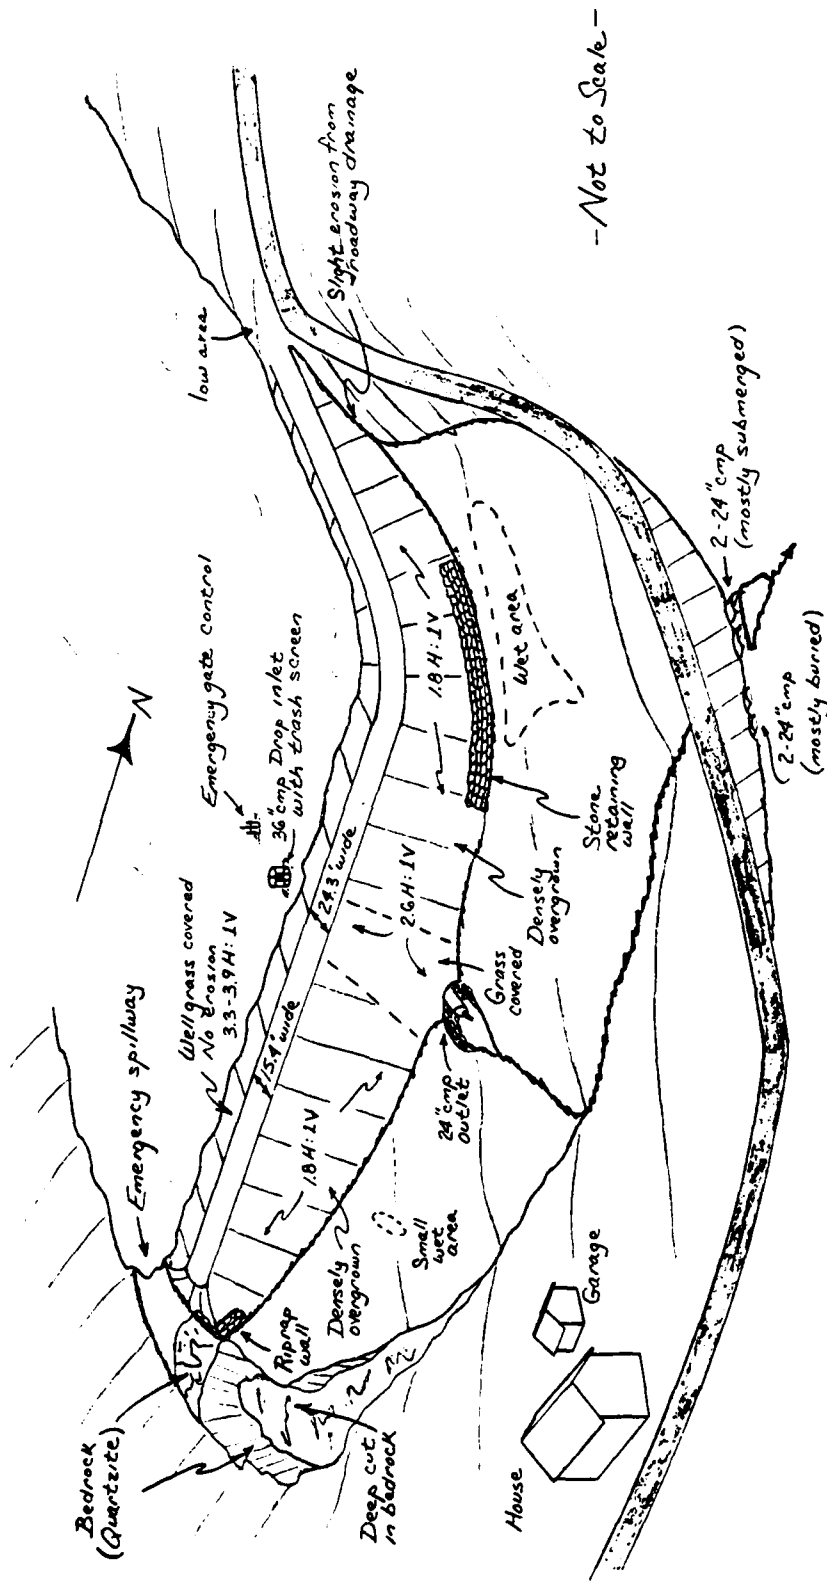 Bedrock
(Quartzite)
Emergency spillway
Well grass covered
No erosion
3.3-3.9 H:1V
Emergency gate control
36" cmp Drop inlet
with trash screen
N
low area
Slight erosion from
roadway drainage
15.4' wide
24.3' wide
1.8 H:1V
2.6 H:1V
1.8 H:1V
Riprap
wall
Densely
overgrown
24" cmp
outlet
Grass
covered
Densely
overgrown
Stone
retaining
wall
Wet area
Small
wet
area
Deep cut
in bedrock
House
Garage
2-24" cmp
(mostly buried)
2-24" cmp
(mostly submerged)
-Not to Scale-